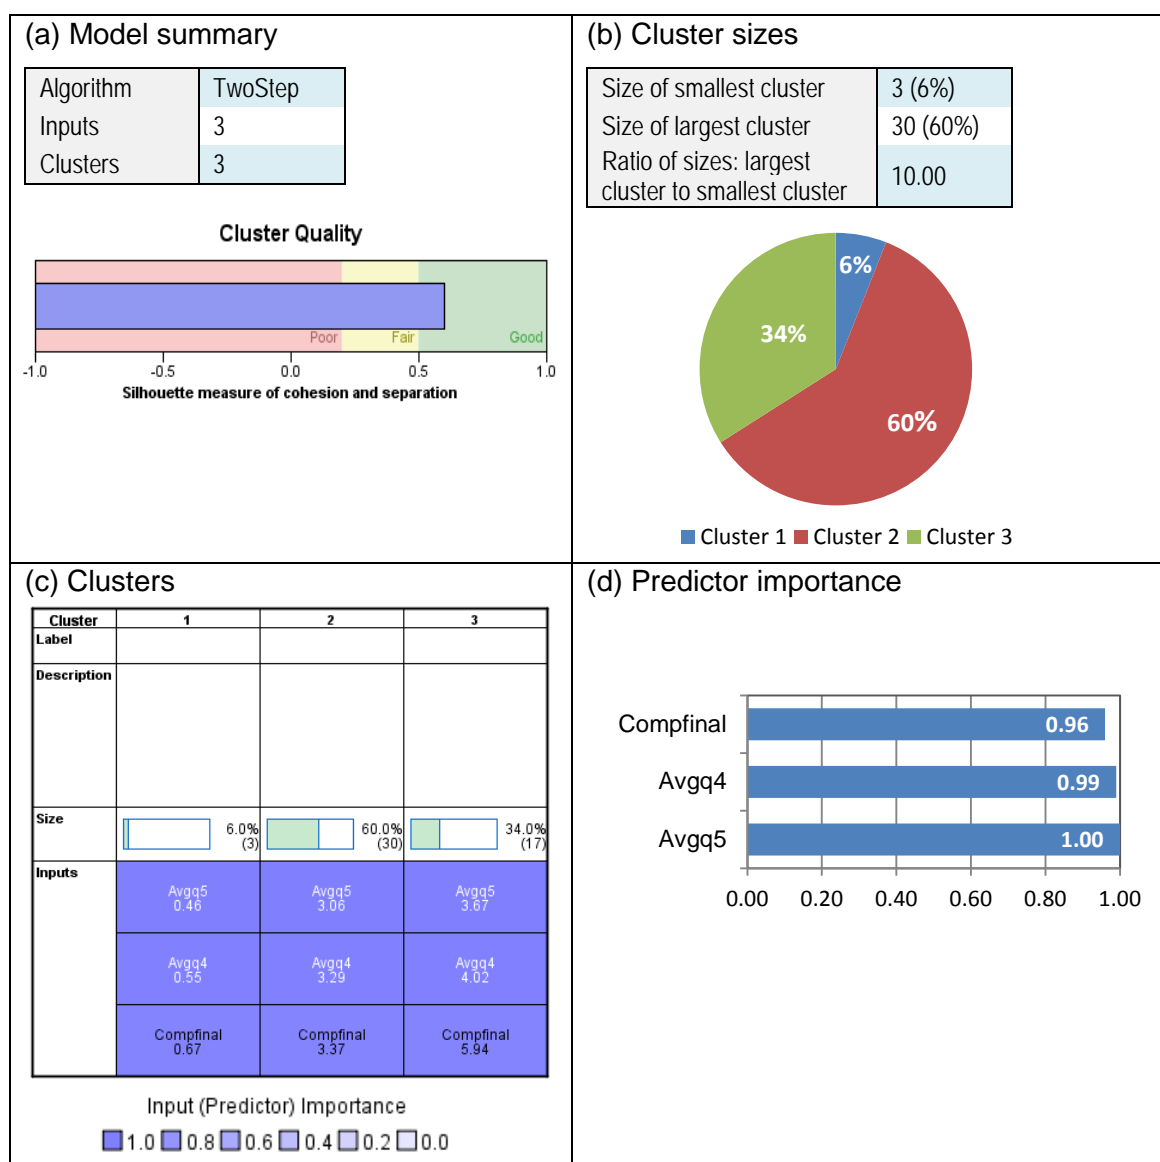 (a) Model summary
Algorithm TwoStep
Inputs 3
Clusters 3
Cluster Quality
Poor Fair Good
-1.0 -0.5 0.0 0.5 1.0
Silhouette measure of cohesion and separation
(b) Cluster sizes
Size of smallest cluster 3 (6%)
Size of largest cluster 30 (60%)
Ratio of sizes: largest
cluster to smallest cluster 10.00
6%
34%
60%
Cluster 1 Cluster 2 Cluster 3
(c) Clusters
Cluster 1 2 3
Label
Description
Size 6.0% 60.0% 34.0%
(3) (30) (17)
Inputs
Avgq5 Avgq5 Avgq5
0.46 3.06 3.67
Avgq4 Avgq4 Avgq4
0.55 3.29 4.02
Compfinal Compfinal Compfinal
0.67 3.37 5.94
Input (Predictor) Importance
1.0 0.8 0.6 0.4 0.2 0.0
(d) Predictor importance
Compfinal 0.96
Avgq4 0.99
Avgq5 1.00
0.00 0.20 0.40 0.60 0.80 1.00